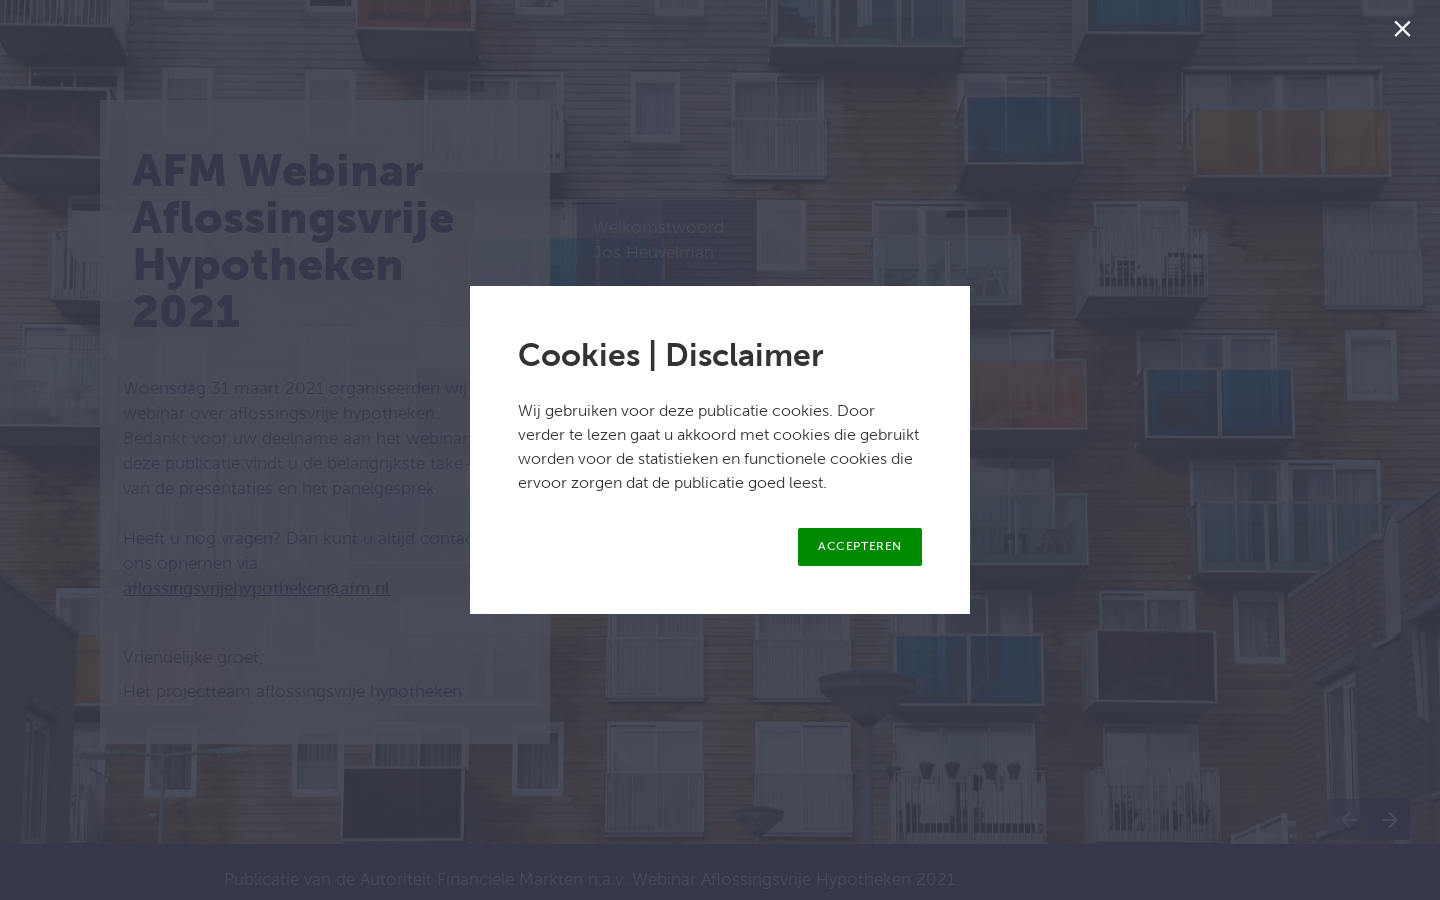 AFM Webinar
Aflossingsvrije
Hypotheken
2021
Woensdag 31 maart 2021 organiseerden wij
webinar over aflossingsvrije hypotheken.
Bedankt voor uw deelname aan het webinar.
deze publicatie vindt u de belangrijkste take-
van de presentaties en het panelgesprek.
Heeft u nog vragen? Dan kunt u altijd
ons opnemen via
aflossingsvrijehypotheken@afm.nl
Vriendelijke groet,
Het projectteam aflossingsvrije hypotheken
Welkomstwoord
Jos Heuvelman
Cookies | Disclaimer
Wij gebruiken voor deze publicatie cookies. Door
verder te lezen gaat u akkoord met cookies die gebruikt
worden voor de statistieken en functionele cookies die
ervoor zorgen dat de publicatie goed leest.
ACCEPTEREN
Publicatie van de Autoriteit Financiële Markten n.a.v. Webinar Aflossingsvrije Hypotheken 2021